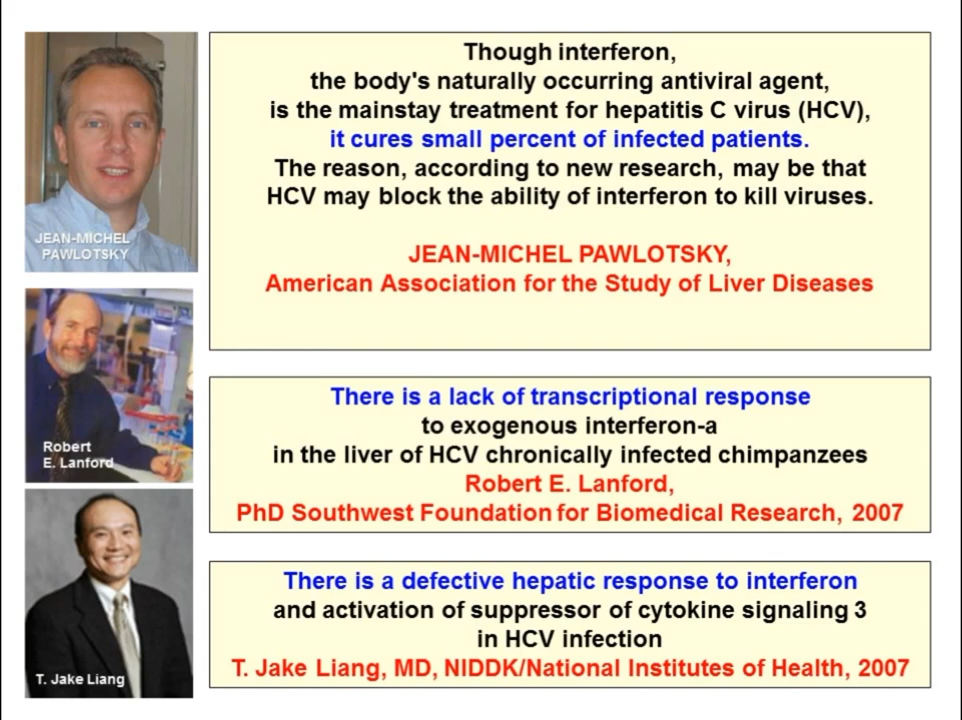 JEAN-MICHEL
PAWLOTSKY
Though interferon,
the body's naturally occurring antiviral agent,
is the mainstay treatment for hepatitis C virus (HCV),
it cures small percent of infected patients.
The reason, according to new research, may be that
HCV may block the ability of interferon to kill viruses.
JEAN-MICHEL PAWLOTSKY,
American Association for the Study of Liver Diseases
Robert
E. Lanford
There is a lack of transcriptional response
to exogenous interferon-a
in the liver of HCV chronically infected chimpanzees
Robert E. Lanford,
PhD Southwest Foundation for Biomedical Research, 2007
T. Jake Liang
There is a defective hepatic response to interferon
and activation of suppressor of cytokine signaling 3
in HCV infection
T. Jake Liang, MD, NIDDK/National Institutes of Health, 2007